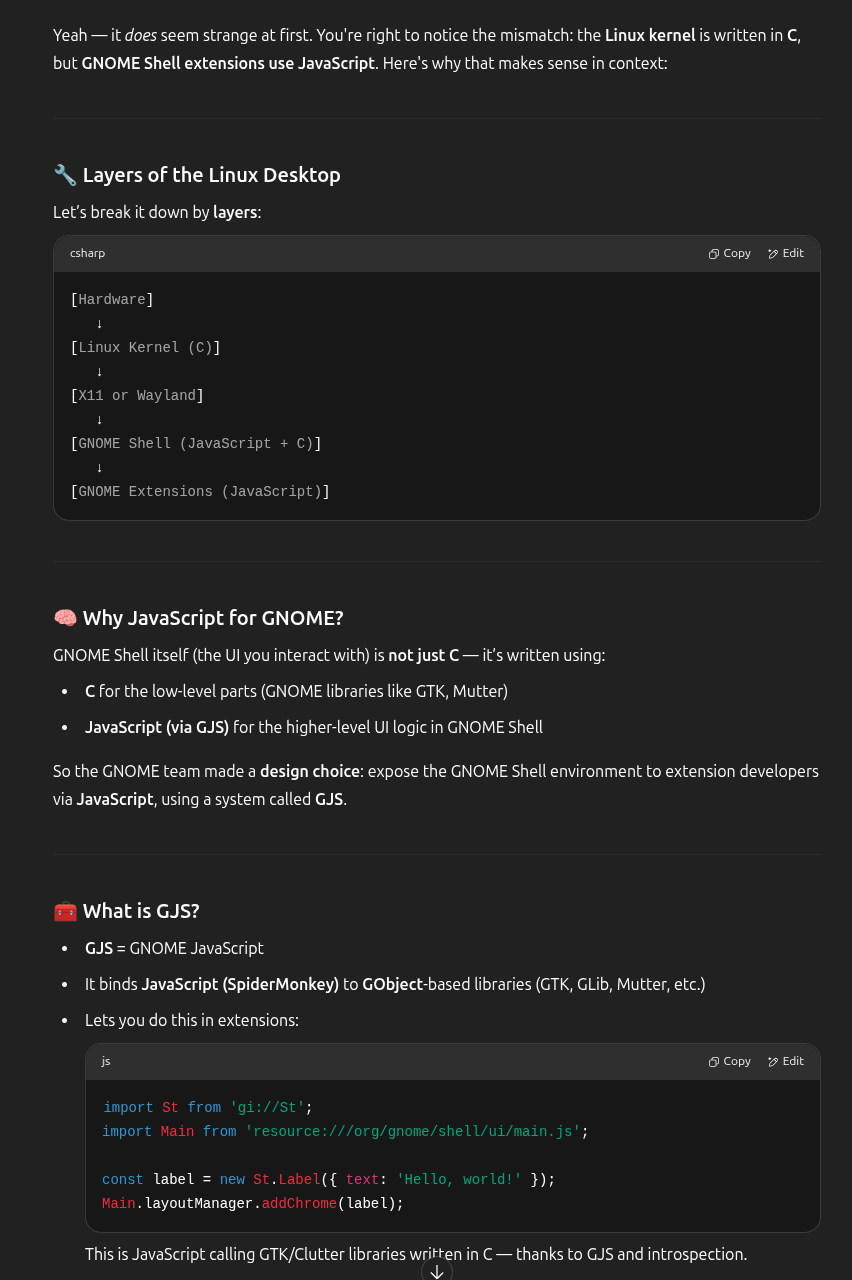 Yeah — it does seem strange at first. You're right to notice the mismatch: the Linux kernel is written in C,
but GNOME Shell extensions use JavaScript. Here's why that makes sense in context:
🔧 Layers of the Linux Desktop
Let’s break it down by layers:
csharp Copy Edit
[Hardware]
↓
[Linux Kernel (C)]
↓
[X11 or Wayland]
↓
[GNOME Shell (JavaScript + C)]
↓
[GNOME Extensions (JavaScript)]
🧠 Why JavaScript for GNOME?
GNOME Shell itself (the UI you interact with) is not just C — it’s written using:
• C for the low-level parts (GNOME libraries like GTK, Mutter)
• JavaScript (via GJS) for the higher-level UI logic in GNOME Shell
So the GNOME team made a design choice: expose the GNOME Shell environment to extension developers
via JavaScript, using a system called GJS.
🧰 What is GJS?
• GJS = GNOME JavaScript
• It binds JavaScript (SpiderMonkey) to GObject-based libraries (GTK, GLib, Mutter, etc.)
• Lets you do this in extensions:
js Copy Edit
import St from 'gi://St';
import Main from 'resource:///org/gnome/shell/ui/main.js';
const label = new St.Label({ text: 'Hello, world!' });
Main.layoutManager.addChrome(label);
This is JavaScript calling GTK/Clutter libraries written in C — thanks to GJS and introspection.